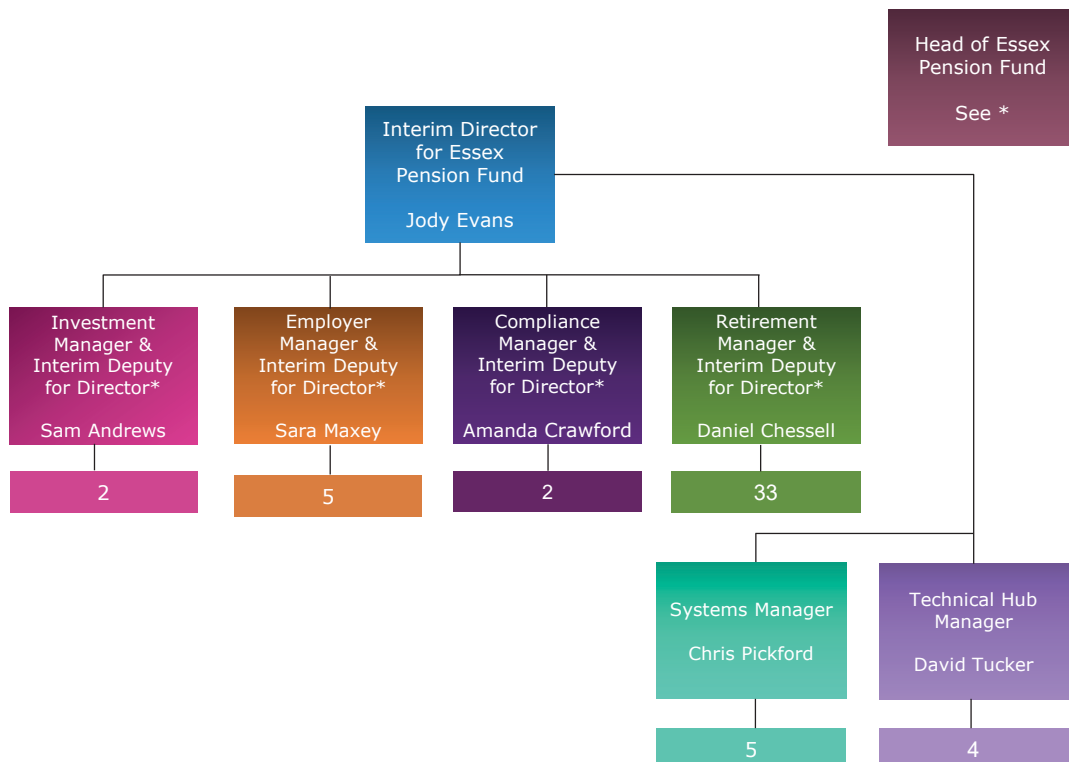 Head of Essex
Pension Fund
See *
Interim Director
for Essex
Pension Fund
Jody Evans
Investment
Manager &
Interim Deputy
for Director*
Sam Andrews
2
Employer
Manager &
Interim Deputy
for Director*
Sara Maxey
5
Compliance
Manager &
Interim Deputy
for Director*
Amanda Crawford
2
Retirement
Manager &
Interim Deputy
for Director*
Daniel Chessell
33
Systems Manager
Chris Pickford
5
Technical Hub
Manager
David Tucker
4